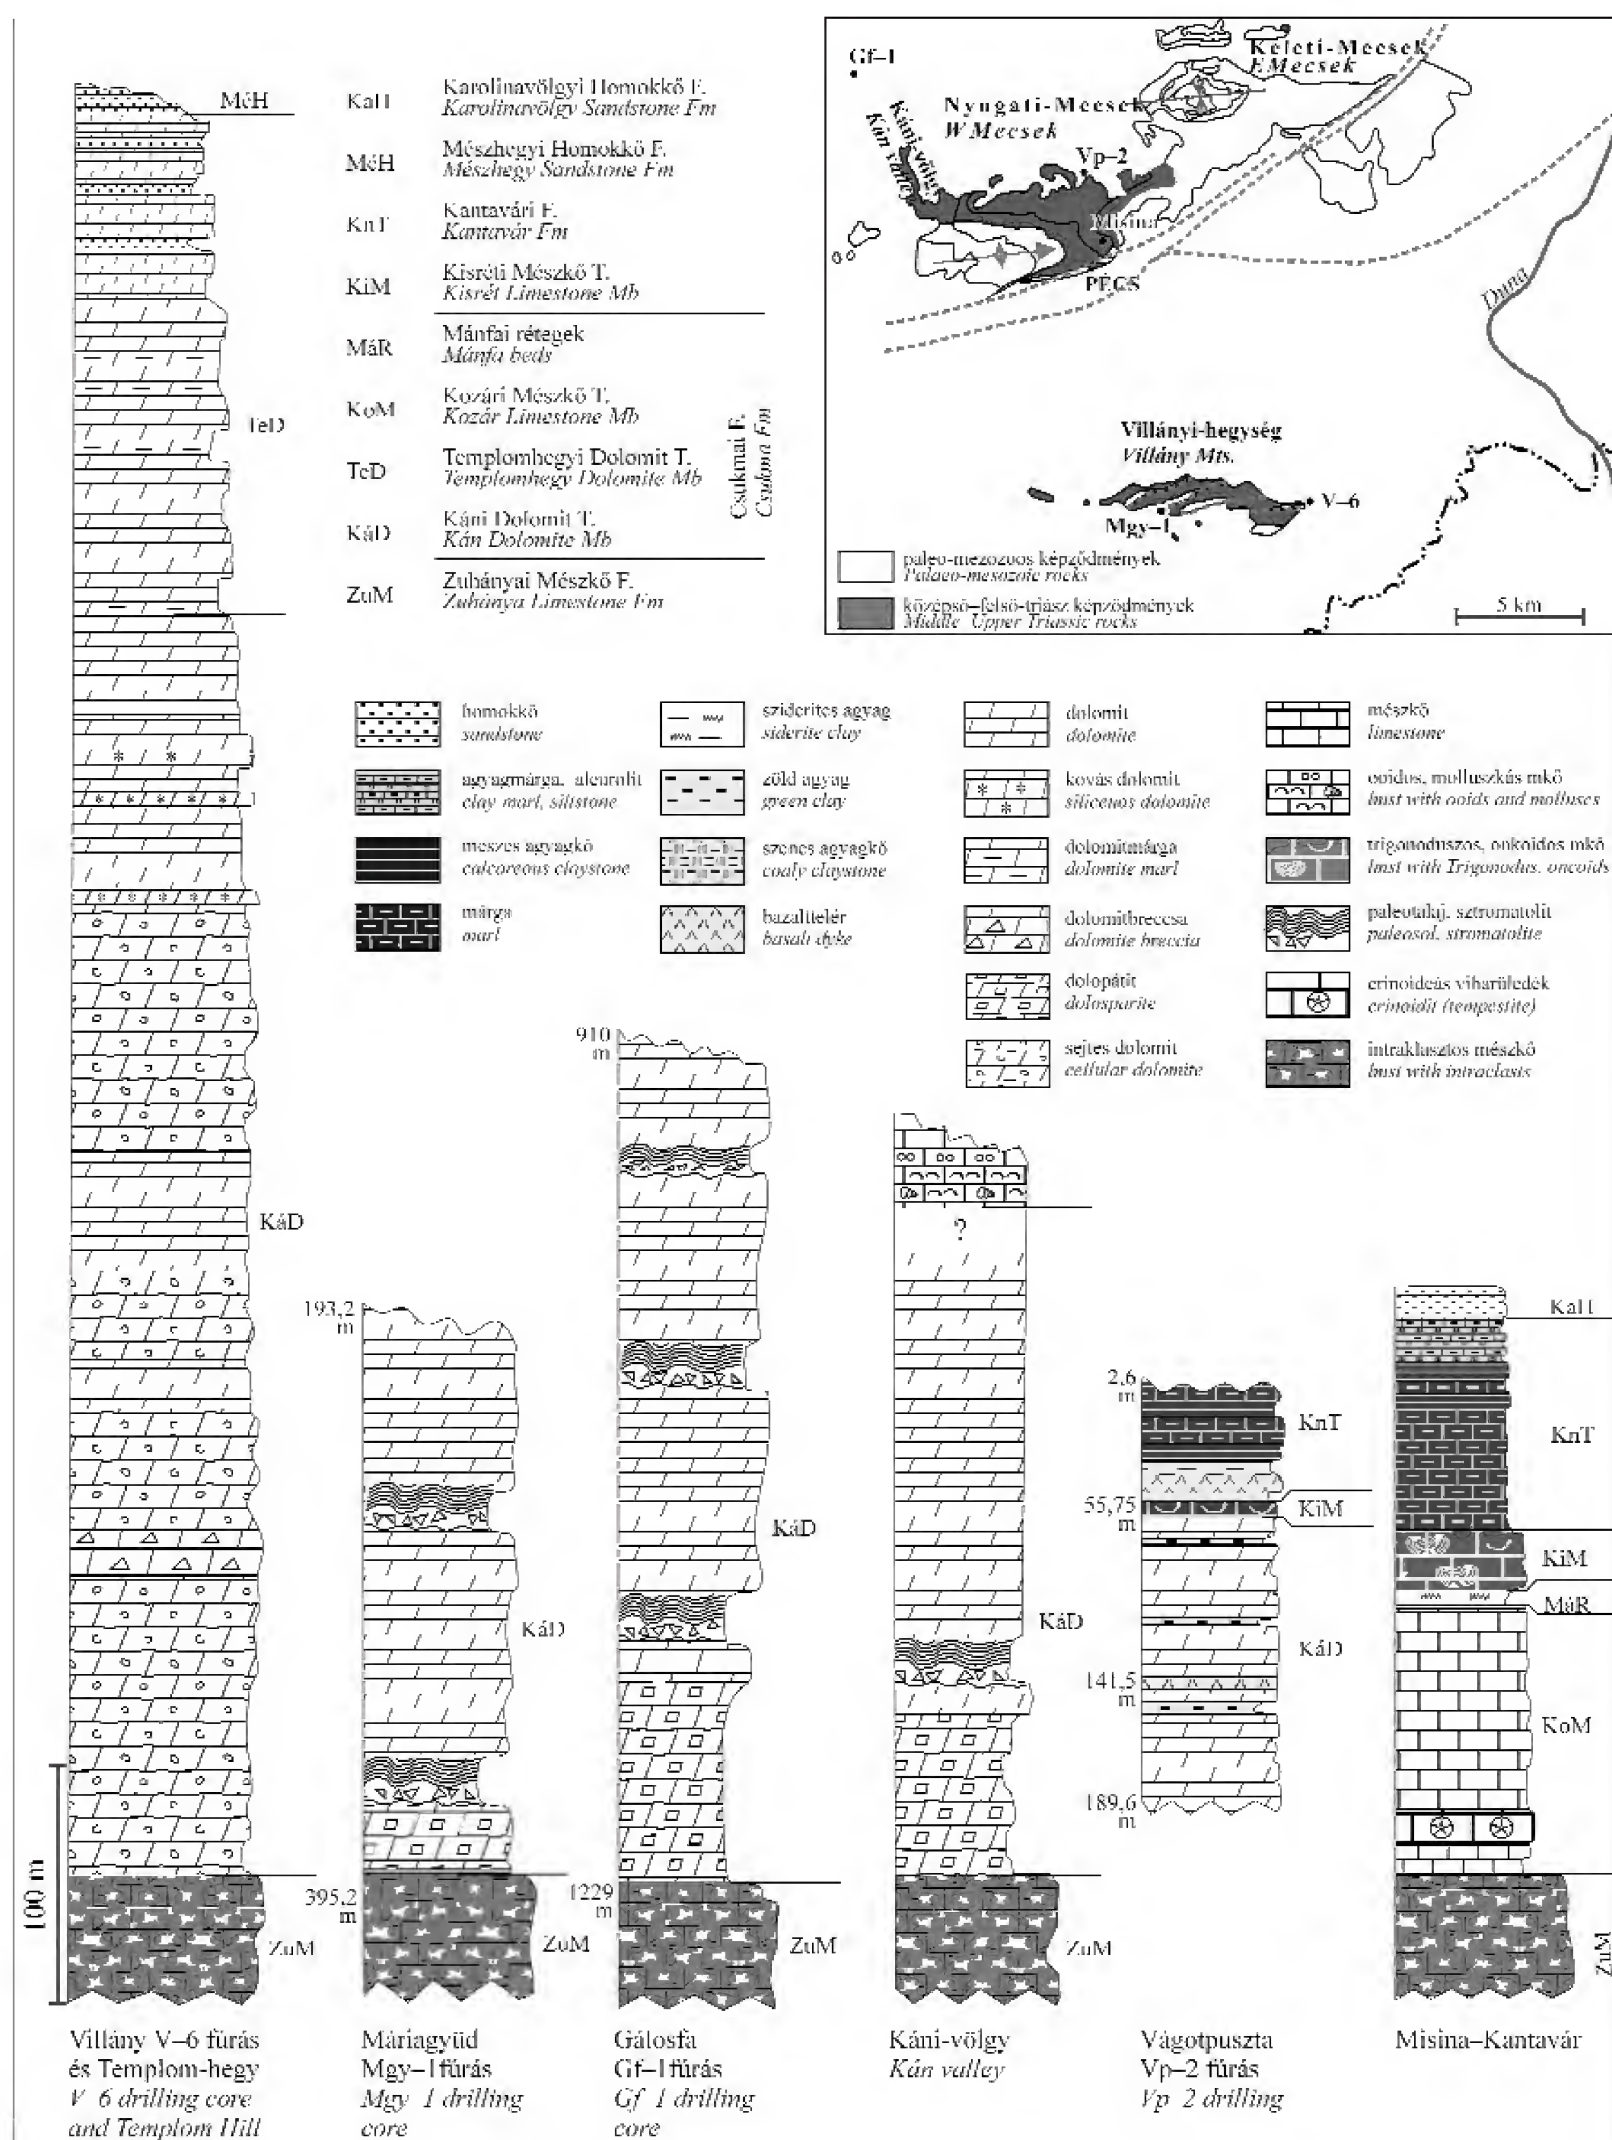 MéH
KaH
Karolinavölgyi Homokkő F.
Karolinavölgy Sandstone Fm
MéH
Mészhegyi Homokkő F.
Mészhegy Sandstone Fm
KnT
Kantavári F.
Kantavár Fm
KiM
Kisréti Mészkő T.
Kisrét Limestone Mb
MáR
Mánfai rétegek
Mánfa beds
KoM
Kozári Mészkő T.
Kozár Limestone Mb
TeD
Templomhegyi Dolomit T.
Templomhegy Dolomite Mb
KáD
Káni Dolomit T.
Kán Dolomite Mb
ZuM
Zuhányai Mészkő F.
Zuhánya Limestone Fm
Csukmai F.
Csukma Fm
TeD
Gf–1
Keleti-Mecsek
E Mecsek
Nyugati-Mecsek
W Mecsek
Káni-völgy
Kán valley
Vp–2
Misina
PÉCS
Duna
Villányi-hegység
Villány Mts.
V–6
Mgy–1
paleo-mezozoos képződmények
Palaeo-mesozoic rocks
középső–felső-triász képződmények
Middle Upper Triassic rocks
5 km
homokkő
sandstone
agyagmárga, aleurolit
clay marl, siltstone
meszes agyagkő
calcareous claystone
márga
marl
sziderites agyag
siderite clay
zöld agyag
green clay
szenes agyagkő
coaly claystone
bazalttelér
basalt dyke
dolomit
dolomite
kovás dolomit
siliceous dolomite
dolomitmárga
dolomite marl
dolomitbreccsa
dolomite breccia
dolopátit
dolosparite
sejtes dolomit
cellular dolomite
mészkő
limestone
ooidos, molluszkás mkő
lmst with ooids and molluscs
trigonoduszos, onkoidos mkő
lmst with Trigonodus, oncoids
paleotalaj, sztromatolit
paleosol, stromatolite
crinoideás viharüledék
crinoidit (tempestite)
intraklasztos mészkő
lmst with intraclasts
KáD
ZuM
100 m
193,2
m
KáD
395,2
m
ZuM
910
m
KáD
1229
m
ZuM
?
KáD
ZuM
2,6
m
KnT
55,75
m
KiM
KáD
141,5
m
189,6
m
KaH
KnT
KiM
MáR
KoM
ZuM
Villány V–6 fúrás
és Templom-hegy
V 6 drilling core
and Templom Hill
Máriagyűd
Mgy–1fúrás
Mgy 1 drilling
core
Gálosfa
Gf–1fúrás
Gf 1 drilling
core
Káni-völgy
Kán valley
Vágotpuszta
Vp–2 fúrás
Vp 2 drilling
Misina–Kantavár